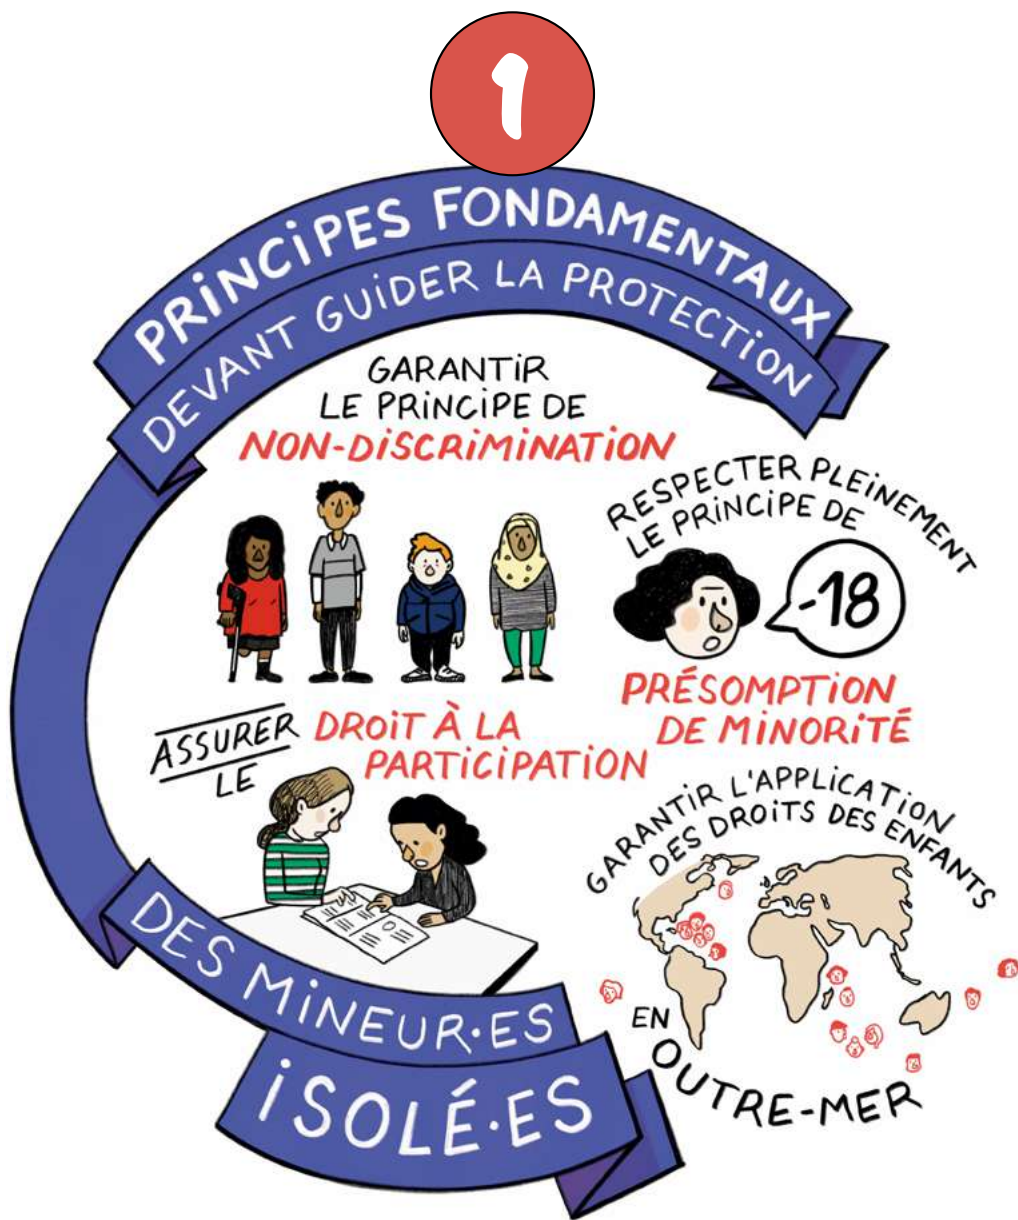 1
PRINCIPES FONDAMENTAUX
DEVANT GUIDER LA PROTECTION
GARANTIR
LE PRINCIPE DE
NON-DISCRIMINATION
RESPECTER PLEINEMENT
LE PRINCIPE DE
-18
PRÉSOMPTION
DE MINORITÉ
ASSURER
LE
DROIT À LA
PARTICIPATION
GARANTIR L'APPLICATION
DES DROITS DES ENFANTS
EN
OUTRE-MER
DES MINEUR·ES
ISOLÉ·ES